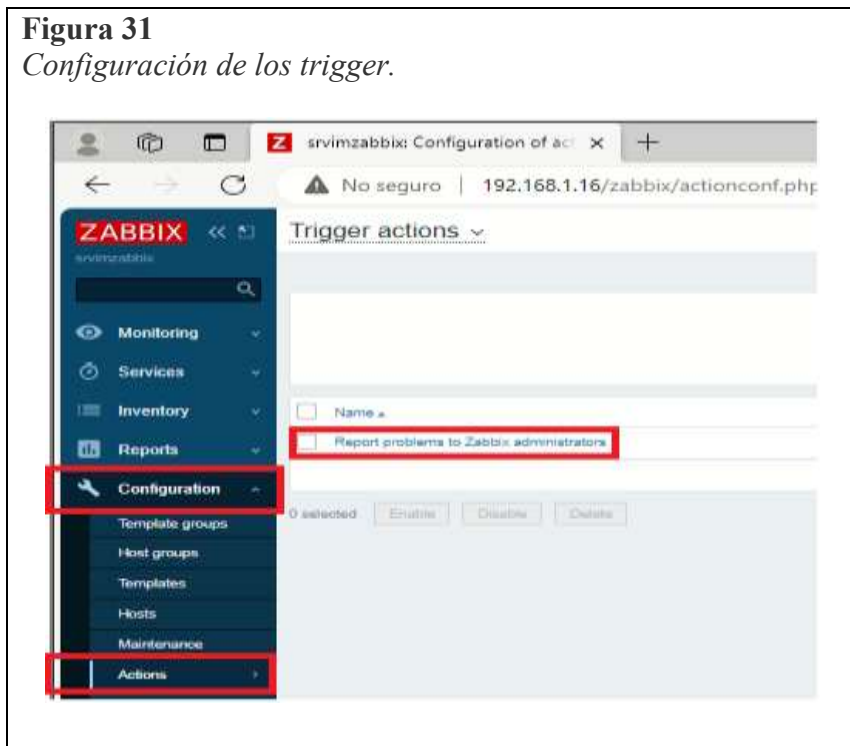 Figura 31
Configuración de los trigger.
srvimzabbix: Configuration of act
No seguro | 192.168.1.16/zabbix/actionconf.php
ZABBIX
srvimzabbix
Trigger actions
Monitoring
Services
Inventory
Reports
Configuration
Template groups
Host groups
Templates
Hosts
Maintenance
Actions
Name
Report problems to Zabbix administrators
0 selected Enable Disable Delete